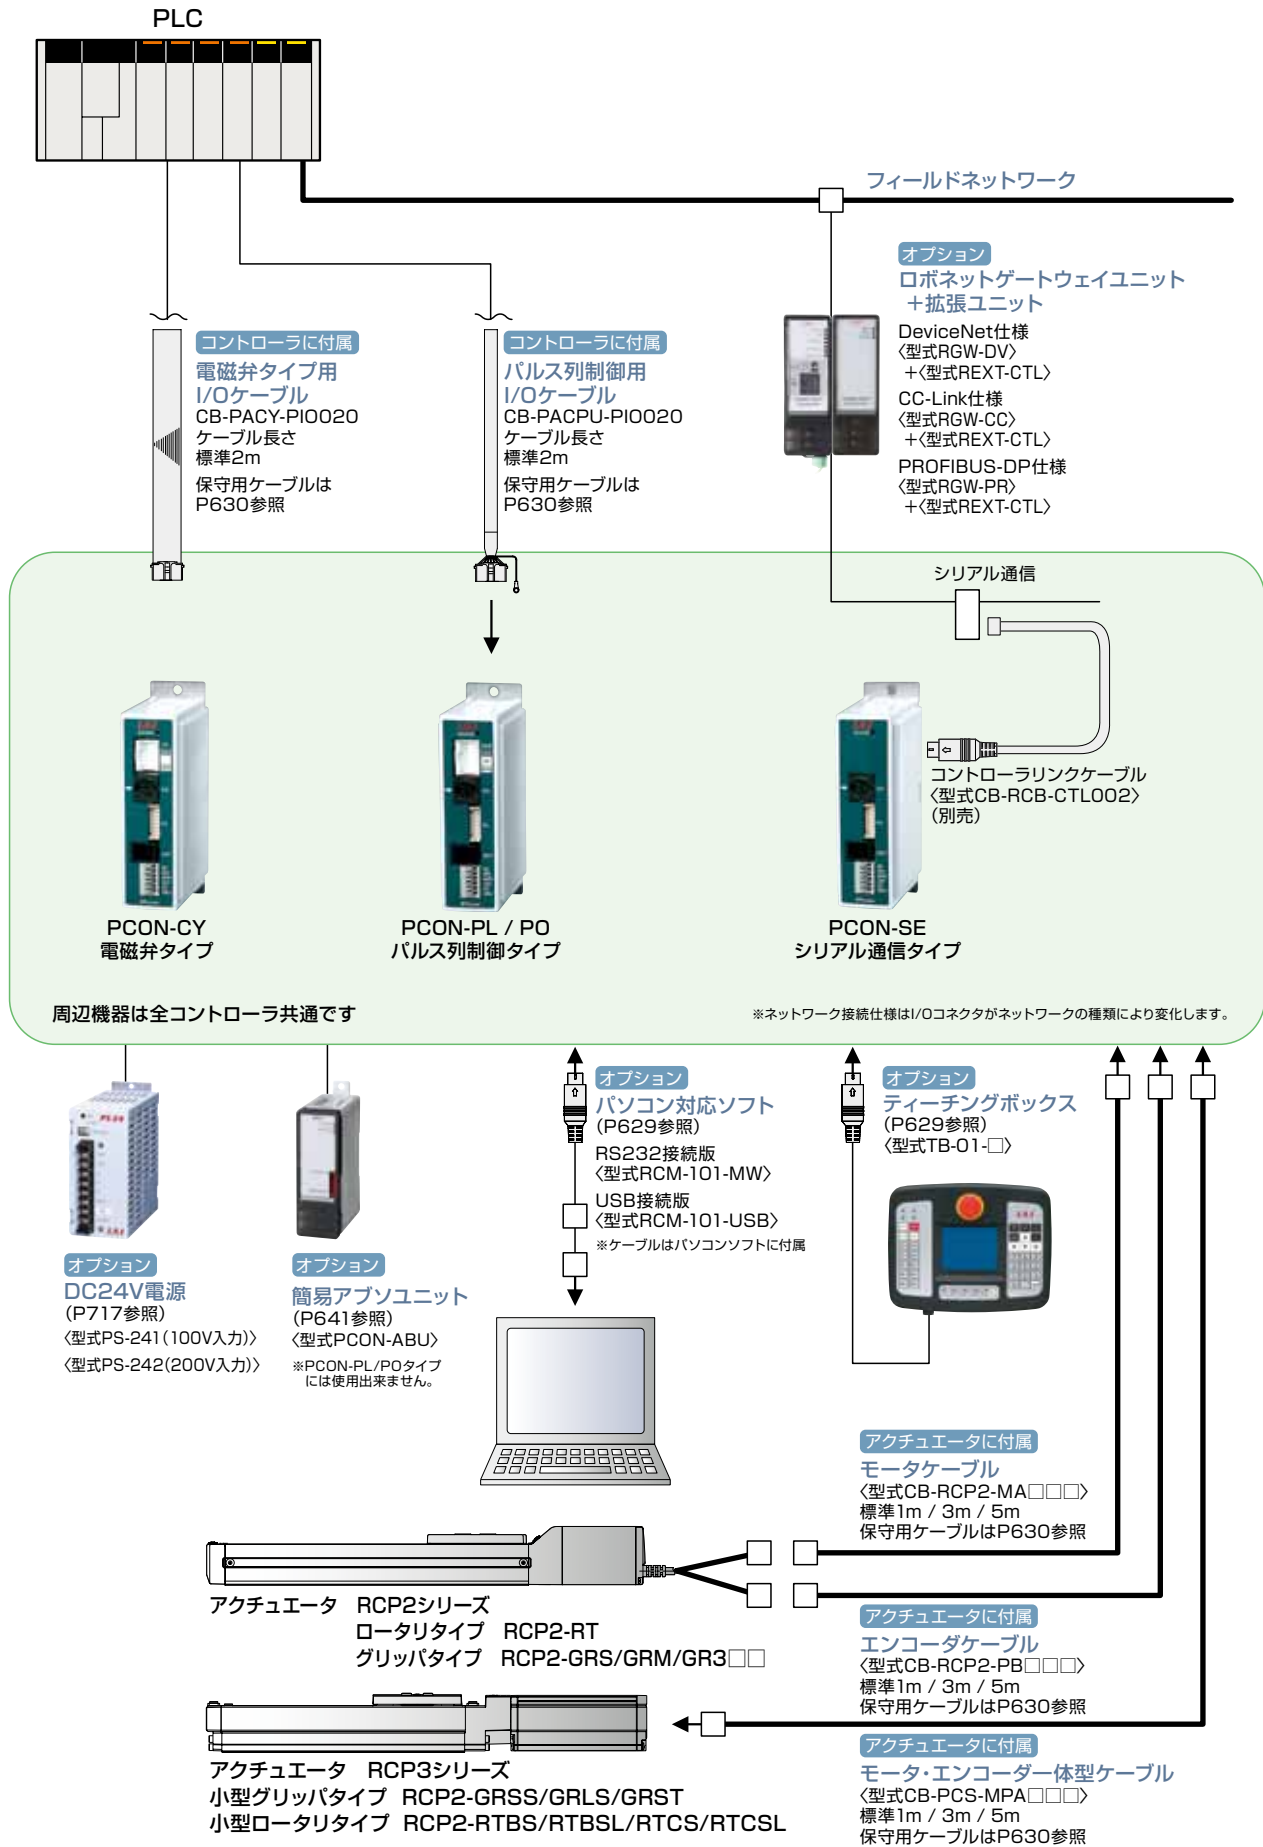 PLC
フィールドネットワーク
オプション
ロボネットゲートウェイユニット
＋拡張ユニット
DeviceNet仕様
〈型式RGW-DV〉
＋〈型式REXT-CTL〉
CC-Link仕様
〈型式RGW-CC〉
＋〈型式REXT-CTL〉
PROFIBUS-DP仕様
〈型式RGW-PR〉
＋〈型式REXT-CTL〉
コントローラに付属
電磁弁タイプ用
I/Oケーブル
CB-PACY-PIO020
ケーブル長さ
標準2m
保守用ケーブルは
P630参照
コントローラに付属
パルス列制御用
I/Oケーブル
CB-PACPU-PIO020
ケーブル長さ
標準2m
保守用ケーブルは
P630参照
シリアル通信
コントローラリンクケーブル
〈型式CB-RCB-CTL002〉
（別売）
PCON-CY
電磁弁タイプ
PCON-PL / PO
パルス列制御タイプ
PCON-SE
シリアル通信タイプ
周辺機器は全コントローラ共通です
※ネットワーク接続仕様はI/Oコネクタがネットワークの種類により変化します。
オプション
DC24V電源
（P717参照）
〈型式PS-241（100V入力）〉
〈型式PS-242（200V入力）〉
オプション
簡易アブソユニット
（P641参照）
〈型式PCON-ABU〉
※PCON-PL/POタイプ
には使用出来ません。
オプション
パソコン対応ソフト
（P629参照）
RS232接続版
〈型式RCM-101-MW〉
USB接続版
〈型式RCM-101-USB〉
※ケーブルはパソコンソフトに付属
オプション
ティーチングボックス
（P629参照）
〈型式TB-01-□〉
アクチュエータに付属
モータケーブル
〈型式CB-RCP2-MA□□□〉
標準1m / 3m / 5m
保守用ケーブルはP630参照
アクチュエータ RCP2シリーズ
ロータリタイプ RCP2-RT
グリッパタイプ RCP2-GRS/GRM/GR3□□
アクチュエータに付属
エンコーダケーブル
〈型式CB-RCP2-PB□□□〉
標準1m / 3m / 5m
保守用ケーブルはP630参照
アクチュエータ RCP3シリーズ
小型グリッパタイプ RCP2-GRSS/GRLS/GRST
小型ロータリタイプ RCP2-RTBS/RTBSL/RTCS/RTCSL
アクチュエータに付属
モータ・エンコーダ一体型ケーブル
〈型式CB-PCS-MPA□□□〉
標準1m / 3m / 5m
保守用ケーブルはP630参照